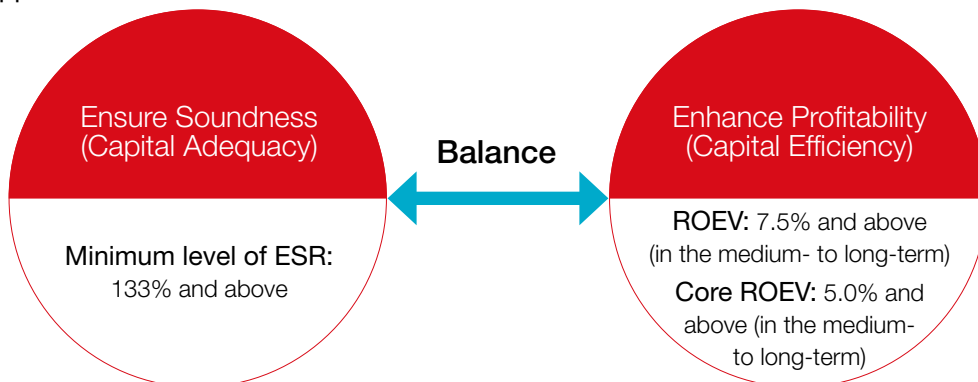 Ensure Soundness
(Capital Adequacy)
Minimum level of ESR:
133% and above
Balance
Enhance Profitability
(Capital Efficiency)
ROEV: 7.5% and above
(in the medium- to long-term)
Core ROEV: 5.0% and
above (in the medium-
to long-term)